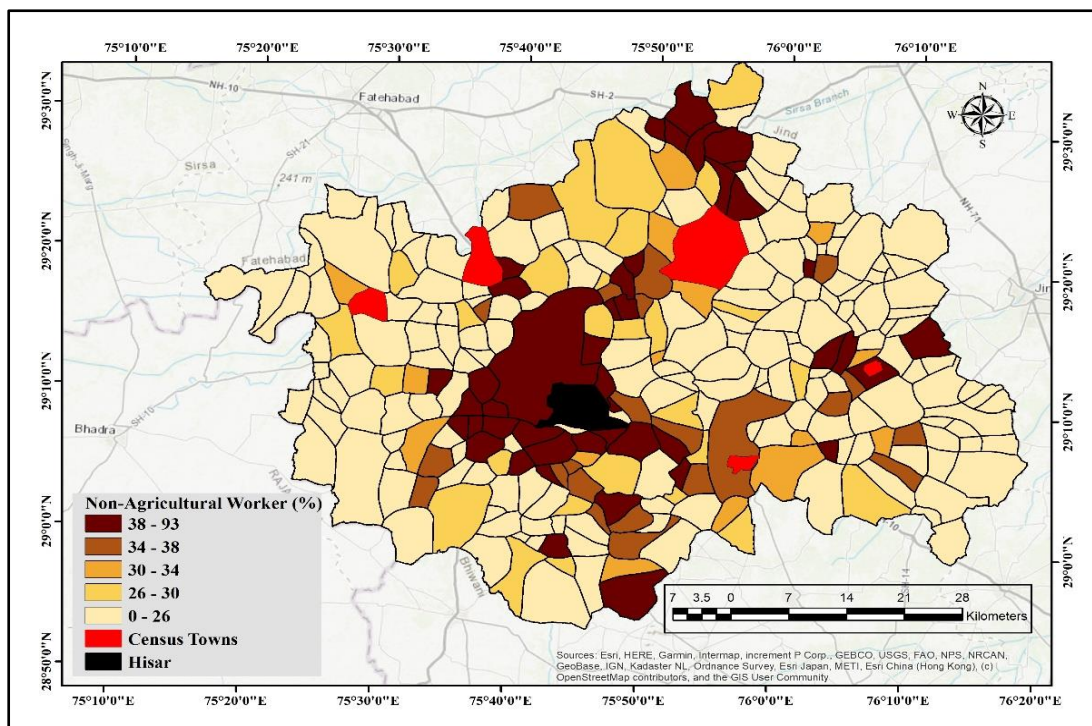 75°10'0"E 75°20'0"E 75°30'0"E 75°40'0"E 75°50'0"E 76°0'0"E 76°10'0"E
29°30'0"N
29°20'0"N
29°10'0"N
29°0'0"N
28°50'0"N
NH-10
Fatehabad
SH-2
Sirsa Branch
Jind
N
W E
S
29°30'0"N
29°20'0"N
29°10'0"N
29°0'0"N
SH-21
Sirsa
241 m
NH-71
Fatehabad
SH-10
Bhadra
Bhiwani
Non-Agricultural Worker (%)
38 - 93
34 - 38
30 - 34
26 - 30
0 - 26
Census Towns
Hisar
7 3.5 0 7 14 21 28
Kilometers
Sources: Esri, HERE, Garmin, Intermap, increment P Corp., GEBCO, USGS, FAO, NPS, NRCAN,
GeoBase, IGN, Kadaster NL, Ordnance Survey, Esri Japan, METI, Esri China (Hong Kong), (c)
OpenStreetMap contributors, and the GIS User Community
75°10'0"E 75°20'0"E 75°30'0"E 75°40'0"E 75°50'0"E 76°0'0"E 76°10'0"E 76°20'0"E